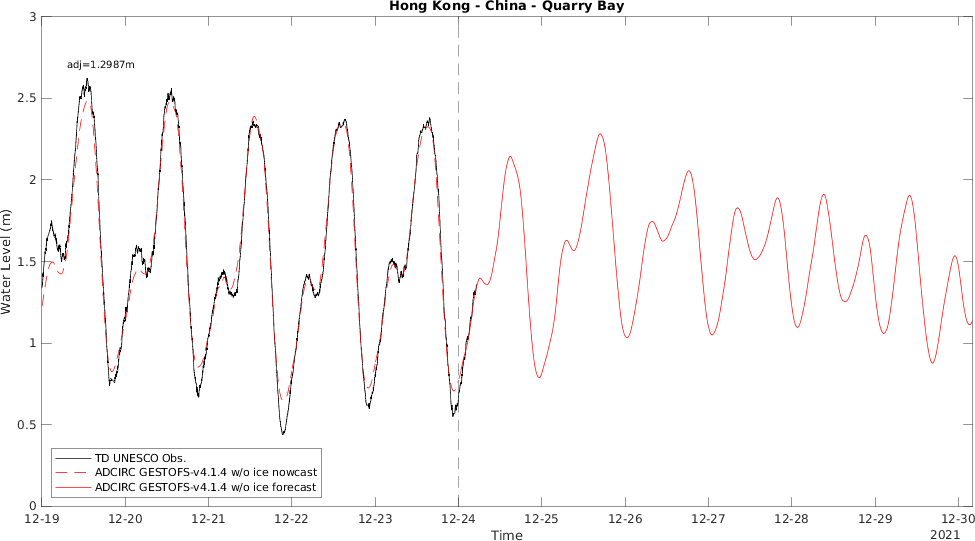 Hong Kong - China - Quarry Bay
adj=1.2987m
Water Level (m)
3
2.5
2
1.5
1
0.5
0
TD UNESCO Obs.
ADCIRC GESTOFS-v4.1.4 w/o ice nowcast
ADCIRC GESTOFS-v4.1.4 w/o ice forecast
12-19 12-20 12-21 12-22 12-23 12-24 12-25 12-26 12-27 12-28 12-29 12-30
Time
2021